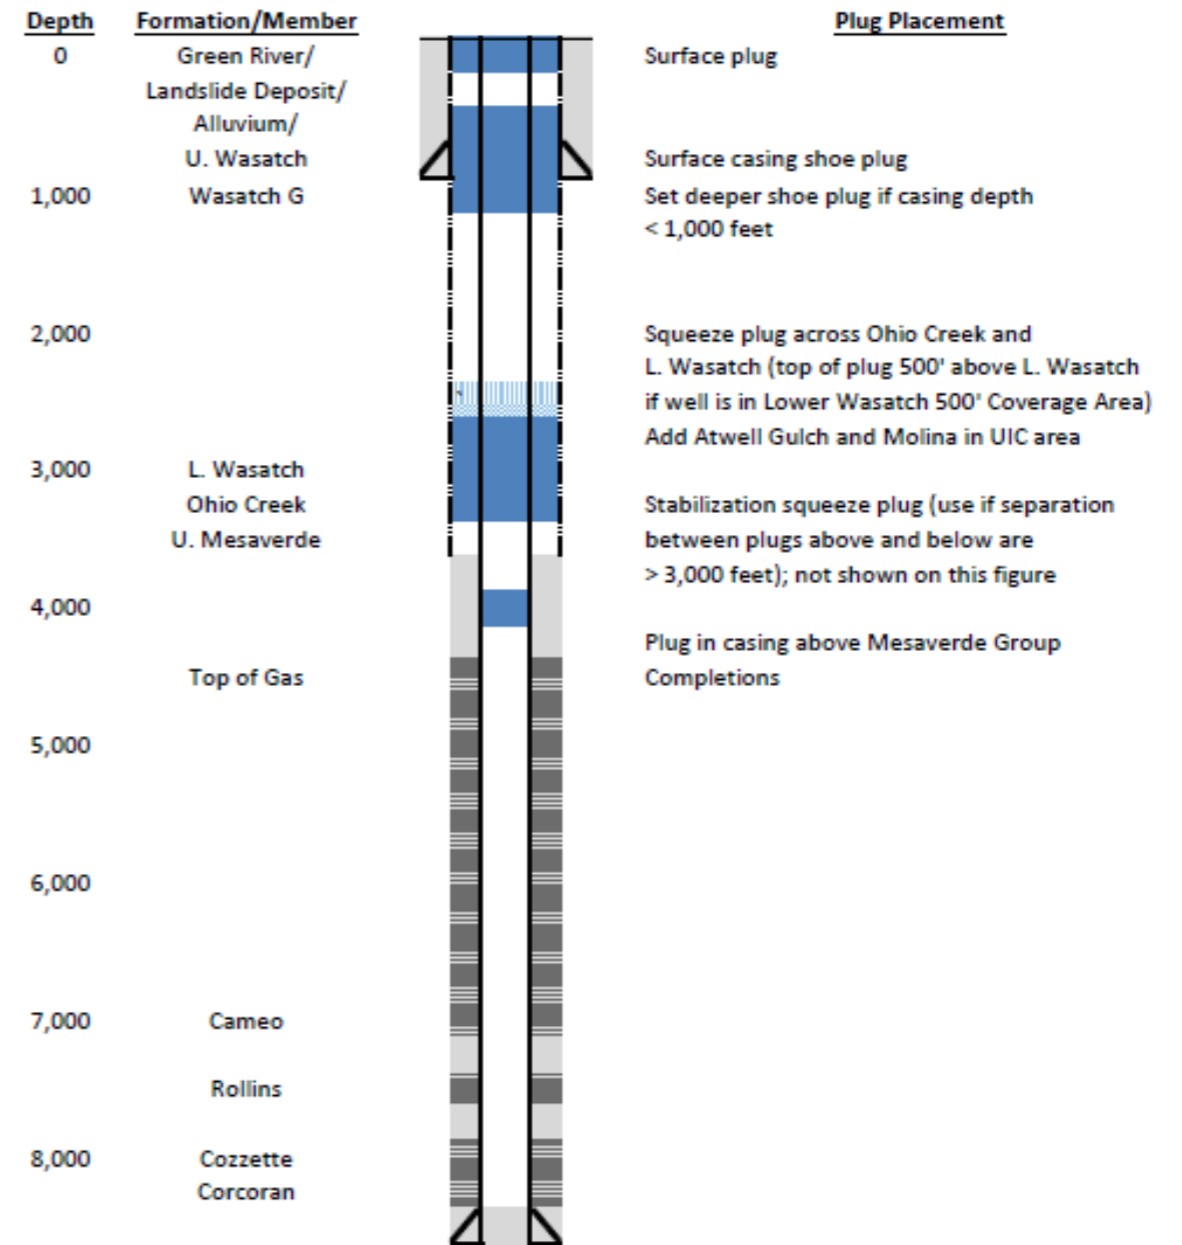 Depth Formation/Member Plug Placement
0 Green River/ Surface plug
Landslide Deposit/
Alluvium/
U. Wasatch Surface casing shoe plug
1,000 Wasatch G Set deeper shoe plug if casing depth
< 1,000 feet
2,000 Squeeze plug across Ohio Creek and
L. Wasatch (top of plug 500' above L. Wasatch
if well is in Lower Wasatch 500' Coverage Area)
Add Atwell Gulch and Molina in UIC area
3,000 L. Wasatch
Ohio Creek Stabilization squeeze plug (use if separation
U. Mesaverde between plugs above and below are
> 3,000 feet); not shown on this figure
4,000
Plug in casing above Mesaverde Group
Top of Gas Completions
5,000
6,000
7,000 Cameo
Rollins
8,000 Cozzette
Corcoran